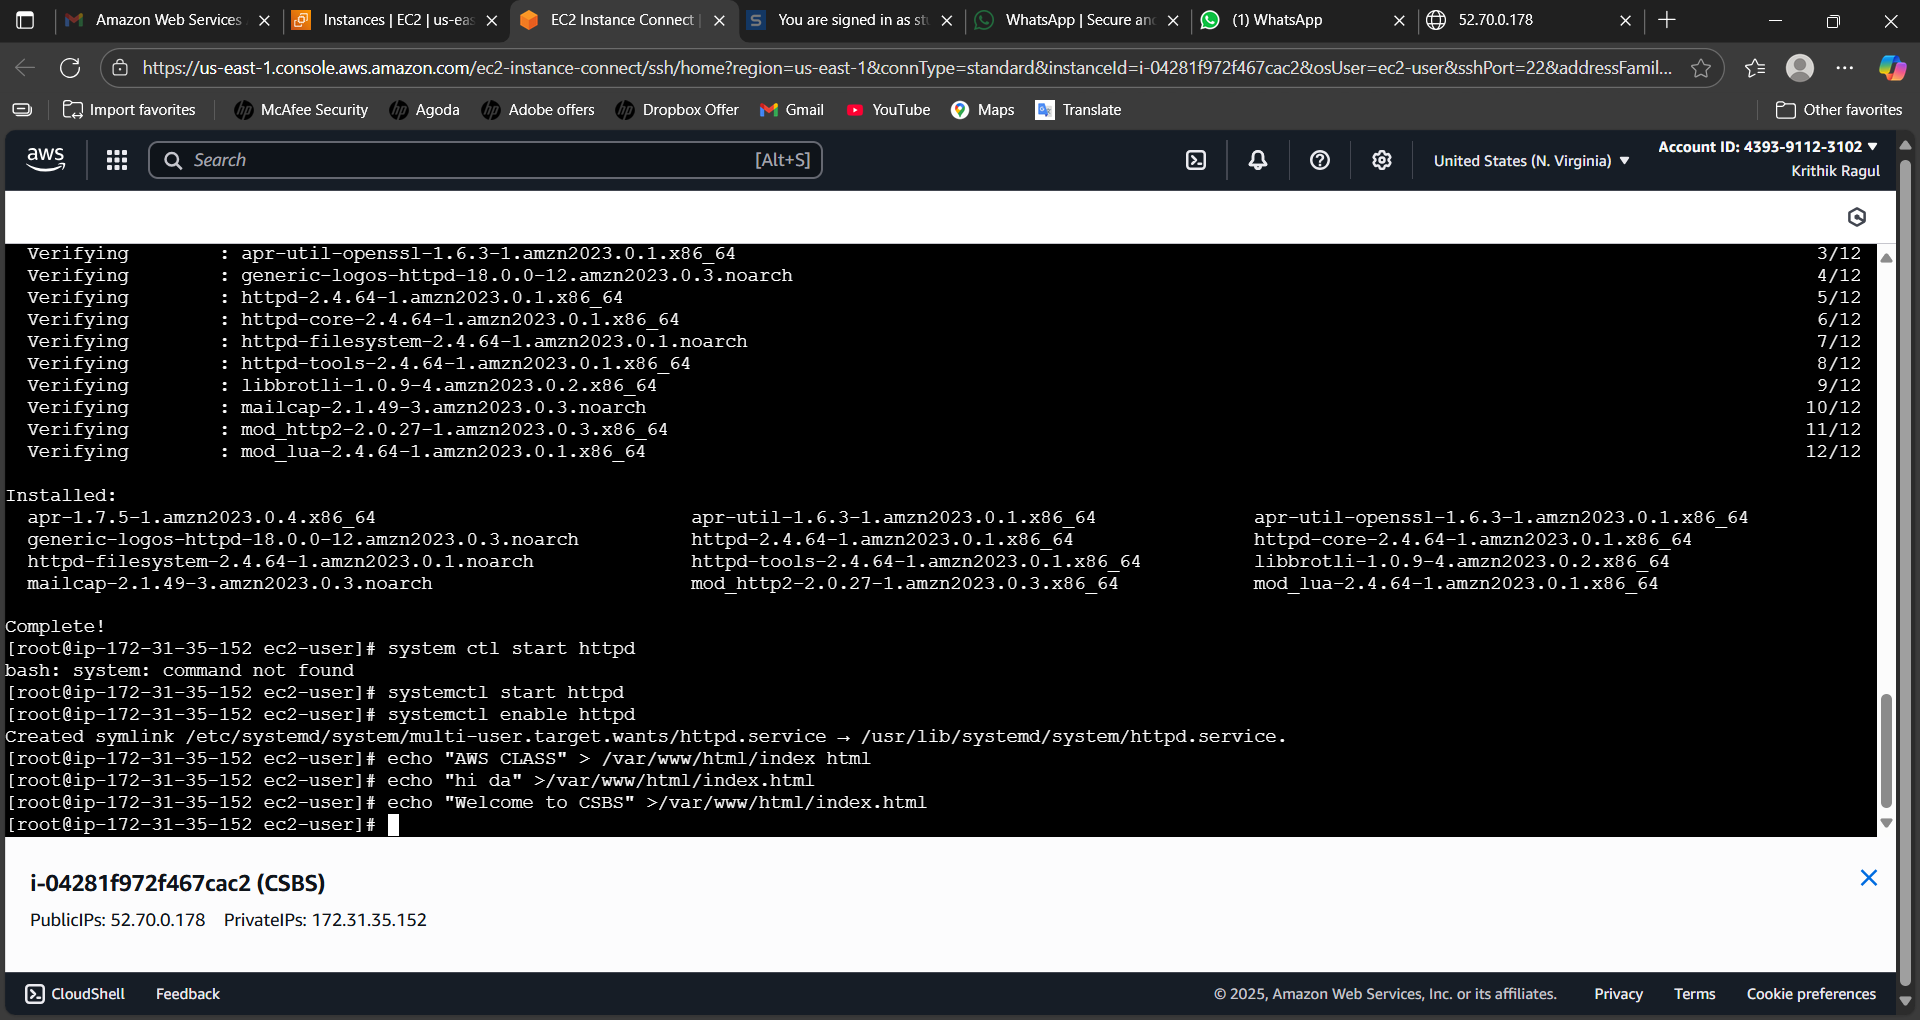 Amazon Web Services
Instances | EC2 | us-eas
EC2 Instance Connect |
You are signed in as stu
WhatsApp | Secure and
(1) WhatsApp
52.70.0.178
https://us-east-1.console.aws.amazon.com/ec2-instance-connect/ssh/home?region=us-east-1&connType=standard&instanceId=i-04281f972f467cac2&osUser=ec2-user&sshPort=22&addressFamil...
Import favorites
McAfee Security
Agoda
Adobe offers
Dropbox Offer
Gmail
YouTube
Maps
Translate
Other favorites
aws
Search [Alt+S]
United States (N. Virginia)
Account ID: 4393-9112-3102
Krithik Ragul
Verifying : apr-util-openssl-1.6.3-1.amzn2023.0.1.x86_64 3/12
Verifying : generic-logos-httpd-18.0.0-12.amzn2023.0.3.noarch 4/12
Verifying : httpd-2.4.64-1.amzn2023.0.1.x86_64 5/12
Verifying : httpd-core-2.4.64-1.amzn2023.0.1.x86_64 6/12
Verifying : httpd-filesystem-2.4.64-1.amzn2023.0.1.noarch 7/12
Verifying : httpd-tools-2.4.64-1.amzn2023.0.1.x86_64 8/12
Verifying : libbrotli-1.0.9-4.amzn2023.0.2.x86_64 9/12
Verifying : mailcap-2.1.49-3.amzn2023.0.3.noarch 10/12
Verifying : mod_http2-2.0.27-1.amzn2023.0.3.x86_64 11/12
Verifying : mod_lua-2.4.64-1.amzn2023.0.1.x86_64 12/12
Installed:
apr-1.7.5-1.amzn2023.0.4.x86_64 apr-util-1.6.3-1.amzn2023.0.1.x86_64 apr-util-openssl-1.6.3-1.amzn2023.0.1.x86_64
generic-logos-httpd-18.0.0-12.amzn2023.0.3.noarch httpd-2.4.64-1.amzn2023.0.1.x86_64 httpd-core-2.4.64-1.amzn2023.0.1.x86_64
httpd-filesystem-2.4.64-1.amzn2023.0.1.noarch httpd-tools-2.4.64-1.amzn2023.0.1.x86_64 libbrotli-1.0.9-4.amzn2023.0.2.x86_64
mailcap-2.1.49-3.amzn2023.0.3.noarch mod_http2-2.0.27-1.amzn2023.0.3.x86_64 mod_lua-2.4.64-1.amzn2023.0.1.x86_64
Complete!
[root@ip-172-31-35-152 ec2-user]# system ctl start httpd
bash: system: command not found
[root@ip-172-31-35-152 ec2-user]# systemctl start httpd
[root@ip-172-31-35-152 ec2-user]# systemctl enable httpd
Created symlink /etc/systemd/system/multi-user.target.wants/httpd.service → /usr/lib/systemd/system/httpd.service.
[root@ip-172-31-35-152 ec2-user]# echo "AWS CLASS" > /var/www/html/index html
[root@ip-172-31-35-152 ec2-user]# echo "hi da" >/var/www/html/index.html
[root@ip-172-31-35-152 ec2-user]# echo "Welcome to CSBS" >/var/www/html/index.html
[root@ip-172-31-35-152 ec2-user]#
i-04281f972f467cac2 (CSBS)
PublicIPs: 52.70.0.178 PrivateIPs: 172.31.35.152
CloudShell
Feedback
© 2025, Amazon Web Services, Inc. or its affiliates.
Privacy
Terms
Cookie preferences